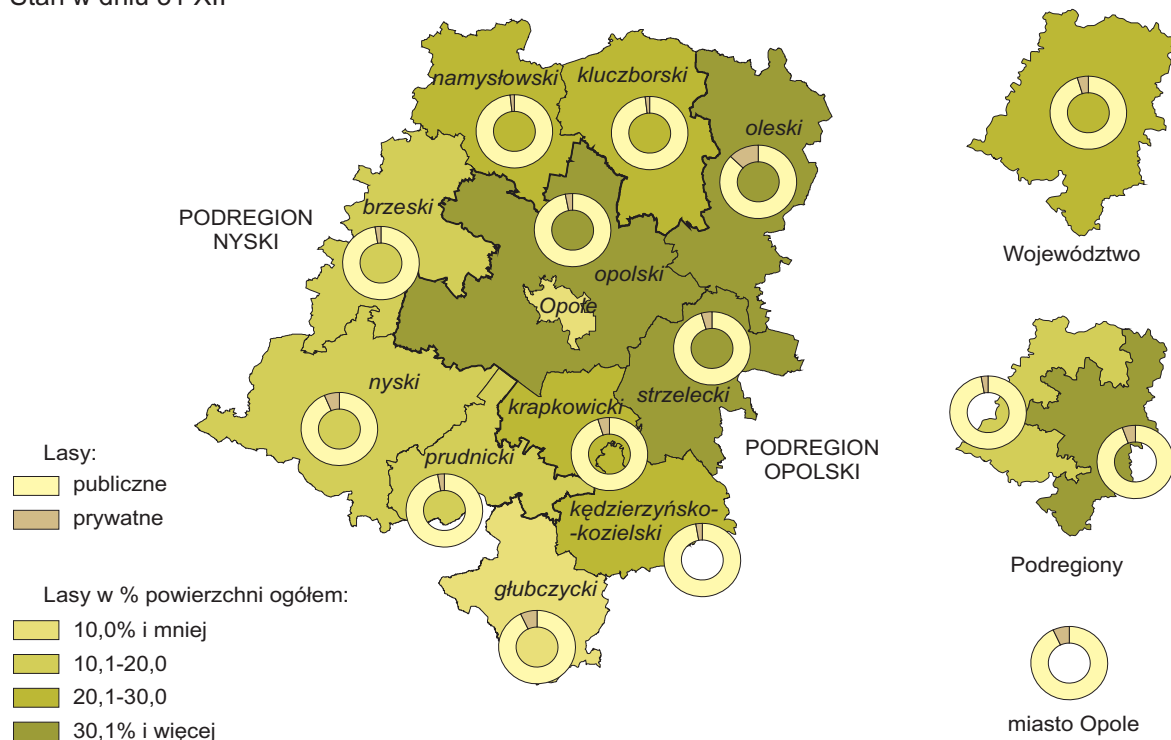 namysłowski
kluczborski
oleski
brzeski
PODREGION
NYSKI
opolski
Opole
nyski
krapkowicki
strzelecki
PODREGION
OPOLSKI
prudnicki
kędzierzyńsko-
-kozielski
głubczycki
Lasy:
publiczne
prywatne
Lasy w % powierzchni ogółem:
10,0% i mniej
10,1-20,0
20,1-30,0
30,1% i więcej
Województwo
Podregiony
miasto Opole